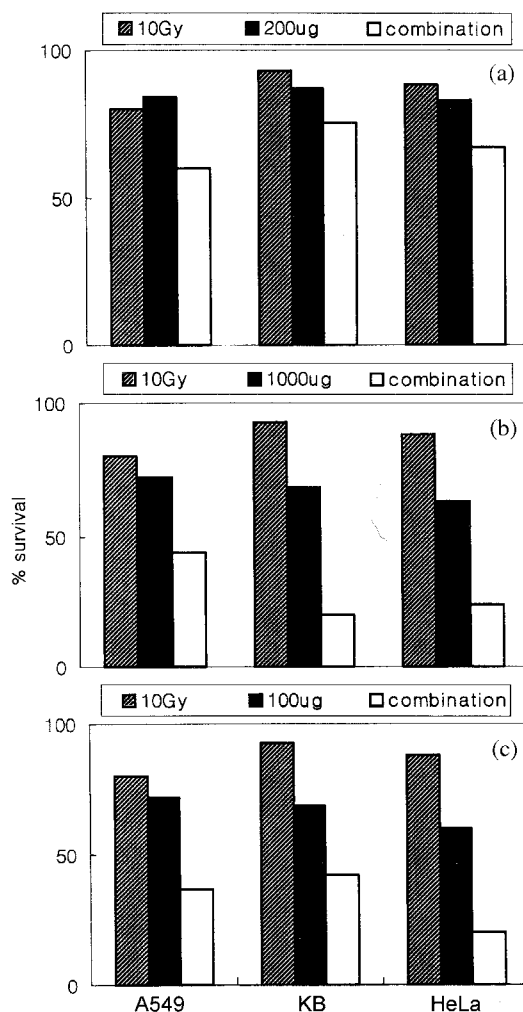 10Gy 200ug combination
100
(a)
50
0
10Gy 1000ug combination
100
(b)
50
0
% survival
10Gy 100ug combination
100
(c)
50
0
A549 KB HeLa